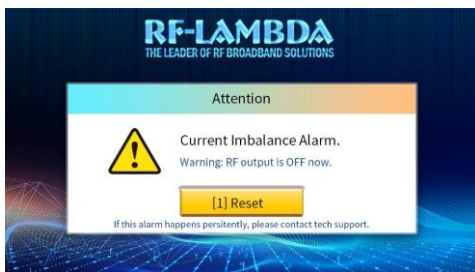 RF-LAMBDA
THE LEADER OF RF BROADBAND SOLUTIONS
Attention
Current Imbalance Alarm.
Warning: RF output is OFF now.
[1] Reset
If this alarm happens persitently, please contact tech support.